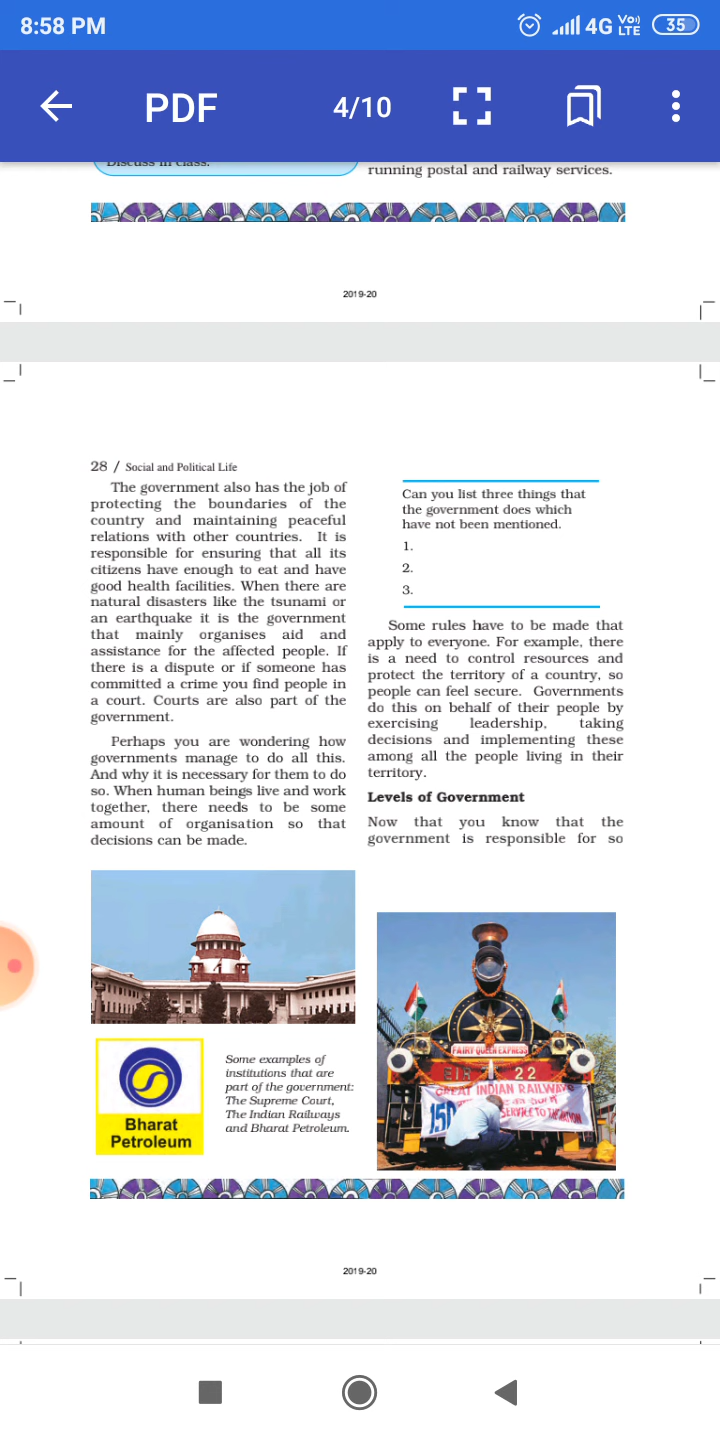 8:58 PM
4G VoLTE 35
PDF 4/10
Discuss in class.
running postal and railway services.
2019-20
28 / Social and Political Life
The government also has the job of
protecting the boundaries of the
country and maintaining peaceful
relations with other countries. It is
responsible for ensuring that all its
citizens have enough to eat and have
good health facilities. When there are
natural disasters like the tsunami or
an earthquake it is the government
that mainly organises aid and
assistance for the affected people. If
there is a dispute or if someone has
committed a crime you find people in
a court. Courts are also part of the
government.
Perhaps you are wondering how
governments manage to do all this.
And why it is necessary for them to do
so. When human beings live and work
together, there needs to be some
amount of organisation so that
decisions can be made.
Can you list three things that
the government does which
have not been mentioned.
1.
2.
3.
Some rules have to be made that
apply to everyone. For example, there
is a need to control resources and
protect the territory of a country, so
people can feel secure. Governments
do this on behalf of their people by
exercising leadership, taking
decisions and implementing these
among all the people living in their
territory.
Levels of Government
Now that you know that the
government is responsible for so
Bharat
Petroleum
Some examples of
institutions that are
part of the government:
The Supreme Court,
The Indian Railways
and Bharat Petroleum.
FAIRY QUEEN EXPRESS
EIR 22
GREAT INDIAN RAILWAYS
150
SERVICE TO THE NATION
2019-20